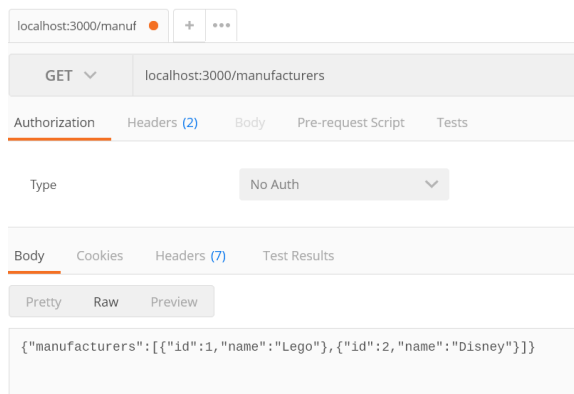 localhost:3000/manuf
+ •••
GET localhost:3000/manufacturers
Authorization Headers (2) Body Pre-request Script Tests
Type No Auth
Body Cookies Headers (7) Test Results
Pretty Raw Preview
{"manufacturers":[{"id":1,"name":"Lego"},{"id":2,"name":"Disney"}]}